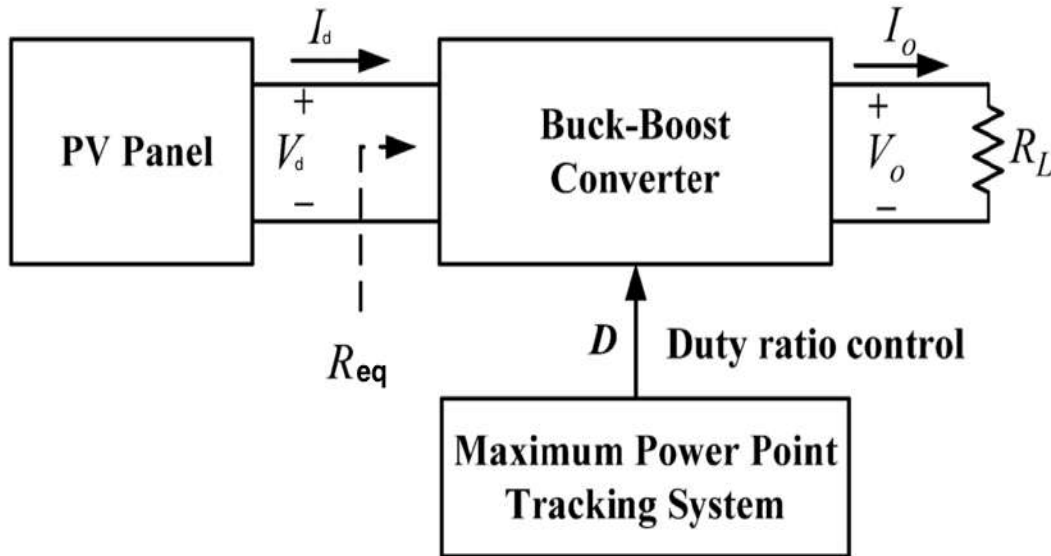 I_d
I_o
PV Panel
+
V_d
−
Buck-Boost
Converter
+
V_o
−
R_L
R_eq
D
Duty ratio control
Maximum Power Point
Tracking System